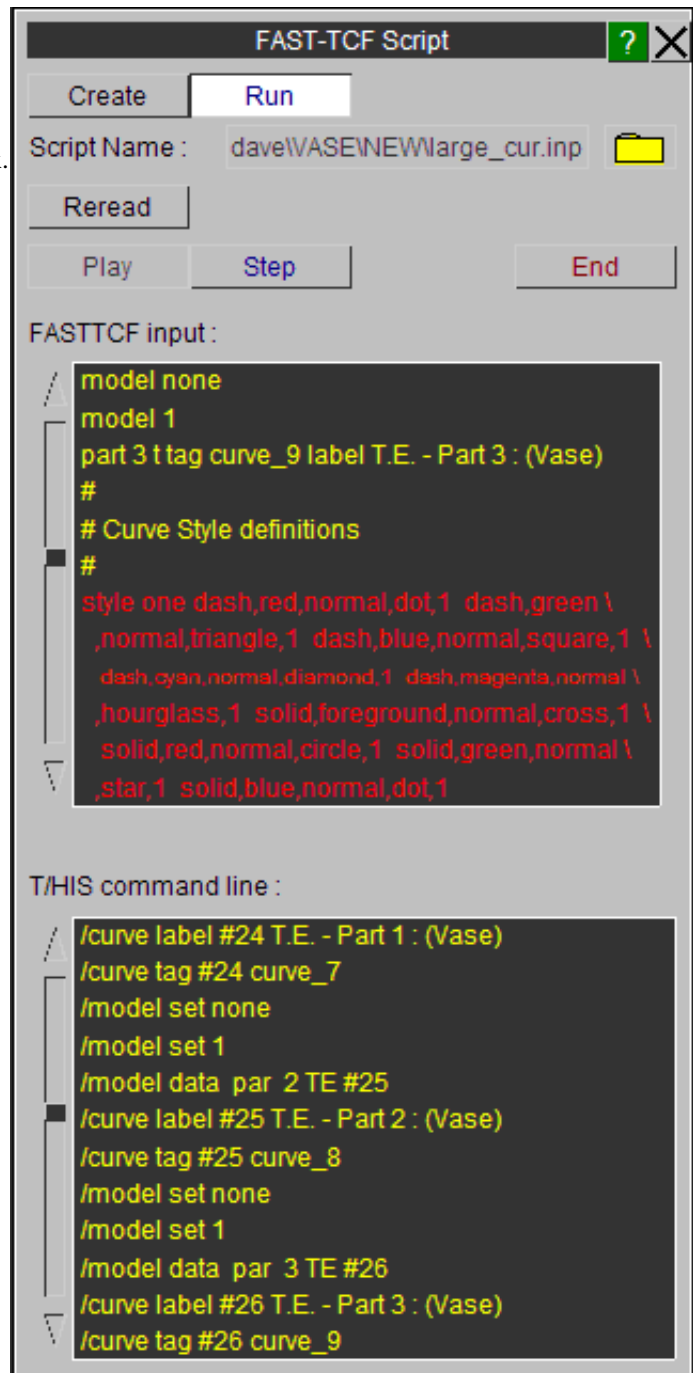 FAST-TCF Script ? X
Create Run
Script Name : dave\VASE\NEW\large_cur.inp
Reread
Play Step End
FASTTCF input :
model none
model 1
part 3 t tag curve_9 label T.E. - Part 3 : (Vase)
#
# Curve Style definitions
#
style one dash,red,normal,dot,1 dash,green \
,normal,triangle,1 dash,blue,normal,square,1 \
dash,cyan,normal,diamond,1 dash,magenta,normal \
,hourglass,1 solid,foreground,normal,cross,1 \
solid,red,normal,circle,1 solid,green,normal \
,star,1 solid,blue,normal,dot,1
T/HIS command line :
/curve label #24 T.E. - Part 1 : (Vase)
/curve tag #24 curve_7
/model set none
/model set 1
/model data par 2 TE #25
/curve label #25 T.E. - Part 2 : (Vase)
/curve tag #25 curve_8
/model set none
/model set 1
/model data par 3 TE #26
/curve label #26 T.E. - Part 3 : (Vase)
/curve tag #26 curve_9